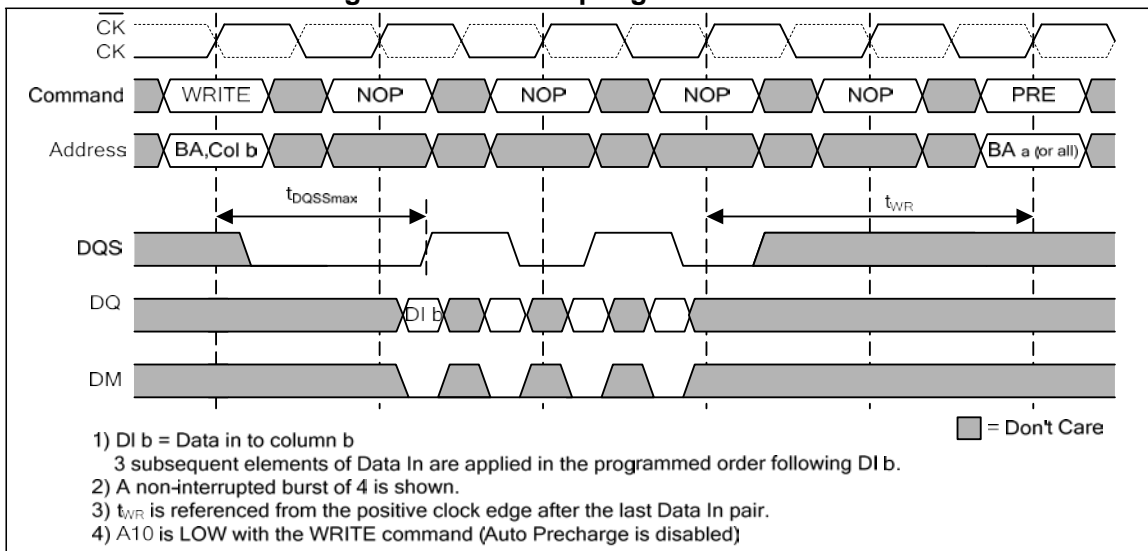 CK
CK
Command WRITE NOP NOP NOP NOP PRE
Address BA,Col b BA a (or all)
tDQSSmax tWR
DQS
DQ DI b
DM
= Don't Care
1) DI b = Data in to column b
3 subsequent elements of Data In are applied in the programmed order following DI b.
2) A non-interrupted burst of 4 is shown.
3) tWR is referenced from the positive clock edge after the last Data In pair.
4) A10 is LOW with the WRITE command (Auto Precharge is disabled)